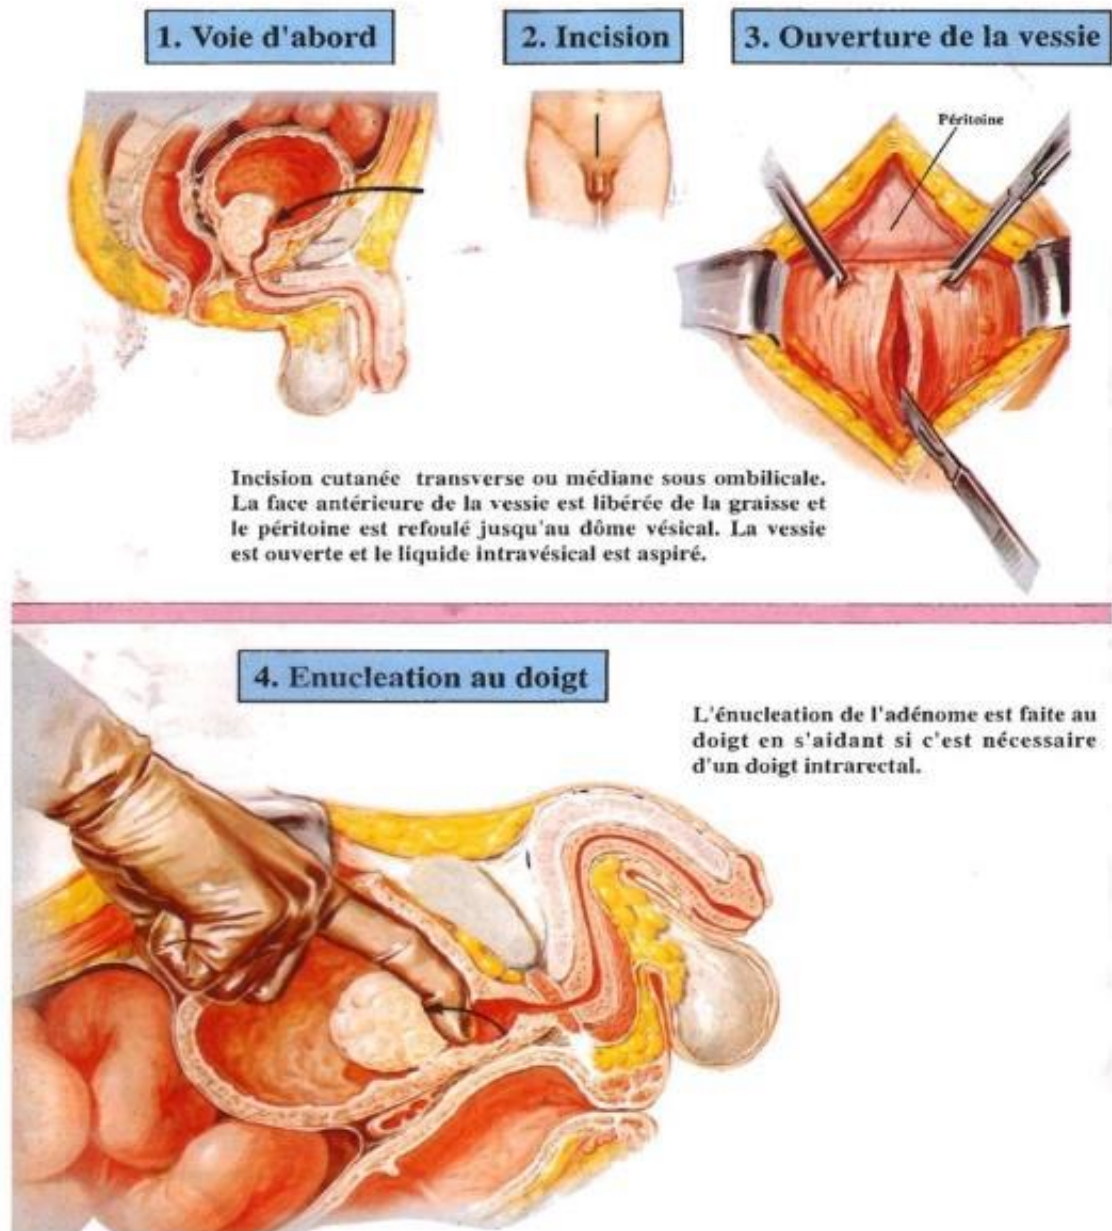 1. Voie d'abord
2. Incision
3. Ouverture de la vessie
Péritoine
Incision cutanée transverse ou médiane sous ombilicale.
La face antérieure de la vessie est libérée de la graisse et
le péritoine est refoulé jusqu'au dôme vésical. La vessie
est ouverte et le liquide intravésical est aspiré.
4. Enucleation au doigt
L'énucleation de l'adénome est faite au
doigt en s'aidant si c'est nécessaire
d'un doigt intrarectal.